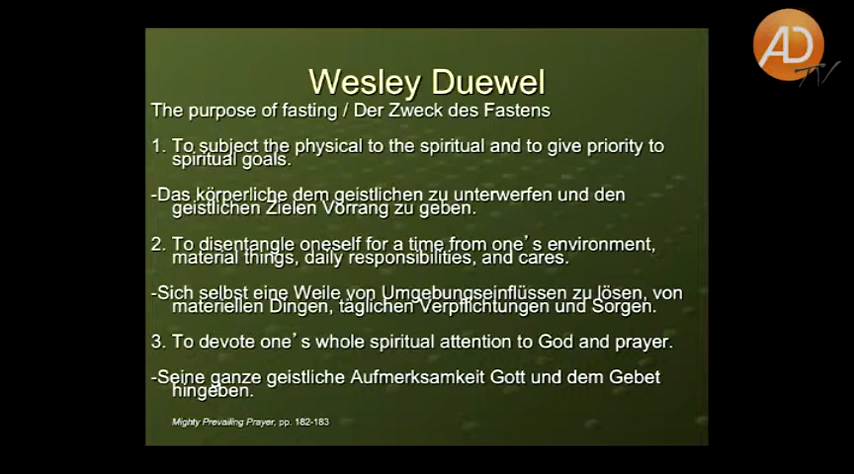 AD
TV
Wesley Duewel
The purpose of fasting / Der Zweck des Fastens
1. To subject the physical to the spiritual and to give priority to
spiritual goals.
-Das körperliche dem geistlichen zu unterwerfen und den
geistlichen Zielen Vorrang zu geben.
2. To disentangle oneself for a time from one’s environment,
material things, daily responsibilities, and cares.
-Sich selbst eine Weile von Umgebungseinflüssen zu lösen, von
materiellen Dingen, täglichen Verpflichtungen und Sorgen.
3. To devote one’s whole spiritual attention to God and prayer.
-Seine ganze geistliche Aufmerksamkeit Gott und dem Gebet
hingeben.
Mighty Prevailing Prayer, pp. 182-183